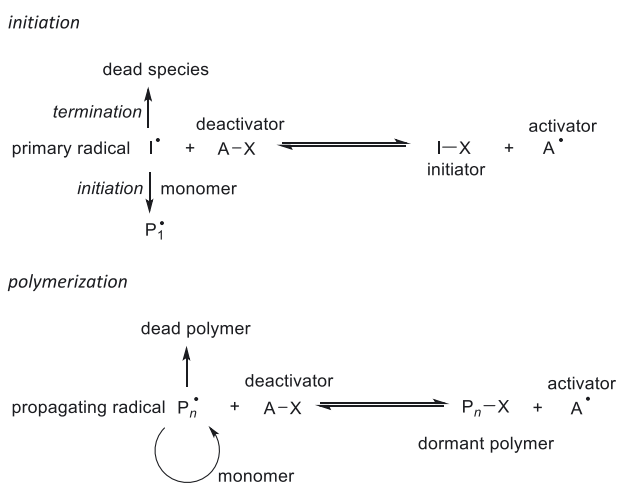 initiation
dead species
termination
deactivator
activator
primary radical I• + A–X I–X + A•
initiator
initiation monomer
P1•
polymerization
dead polymer
deactivator
activator
propagating radical Pn• + A–X Pn–X + A•
dormant polymer
monomer